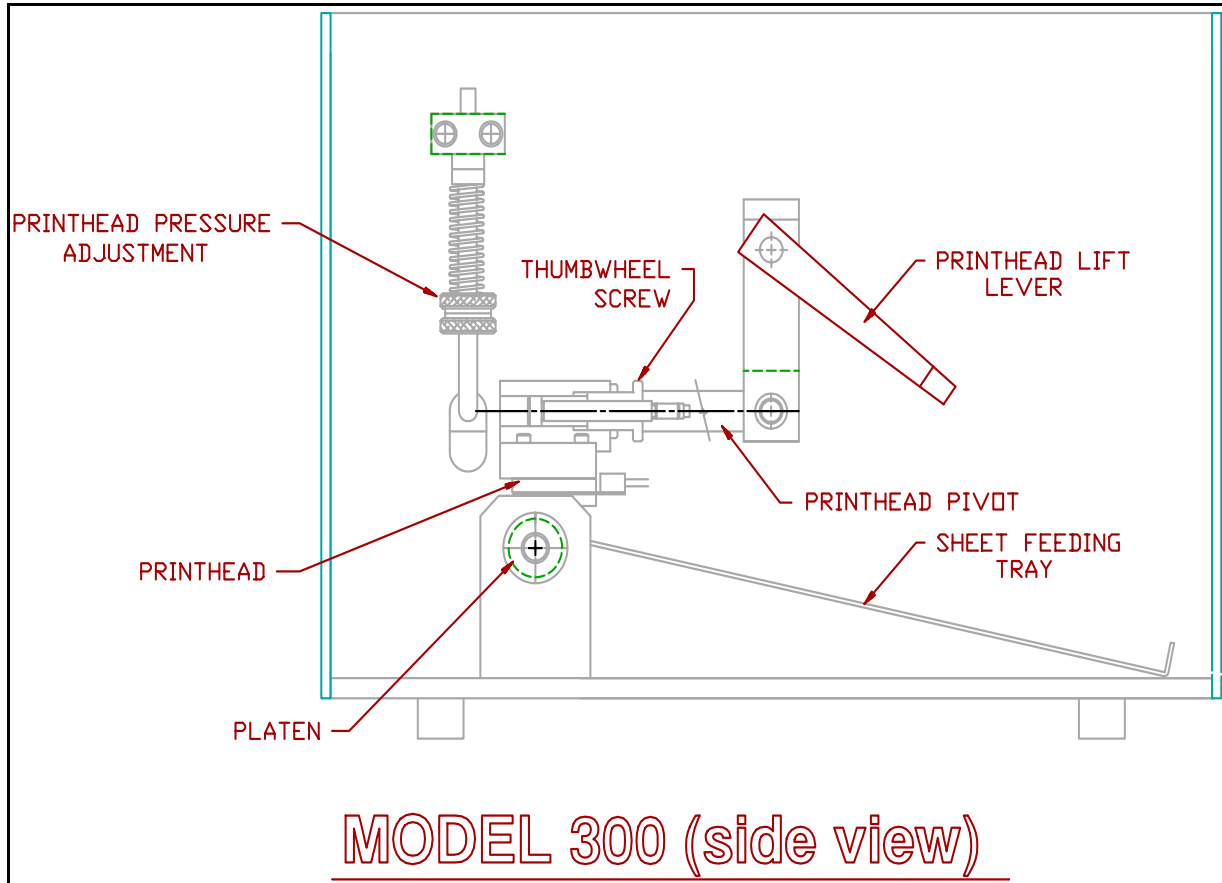 PRINTHEAD PRESSURE
ADJUSTMENT
THUMBWHEEL
SCREW
PRINTHEAD LIFT
LEVER
PRINTHEAD PIVOT
SHEET FEEDING
TRAY
PRINTHEAD
PLATEN
MODEL 300 (side view)